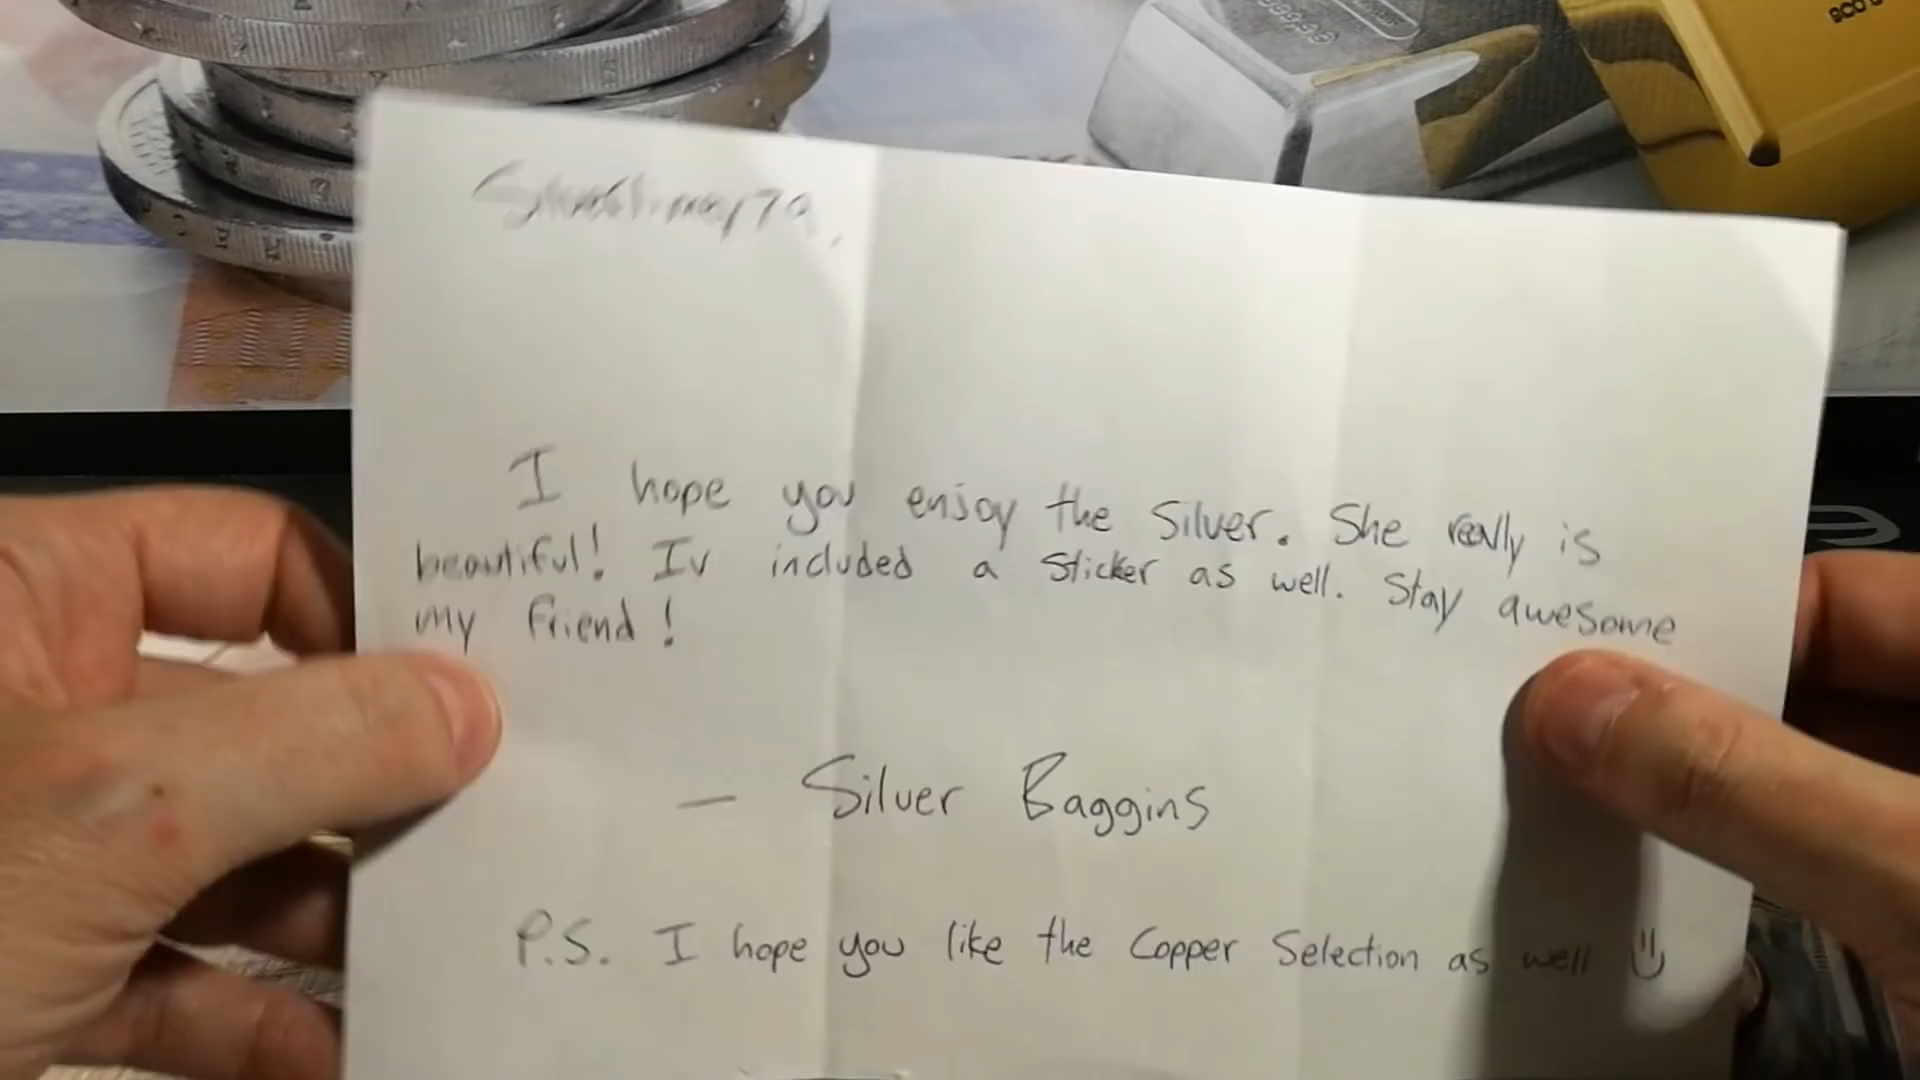 I hope you enjoy the Silver. She really is
beautiful! Iv included a Sticker as well. Stay awesome
my friend!
— Silver Baggins
P.S. I hope you like the Copper Selection as well